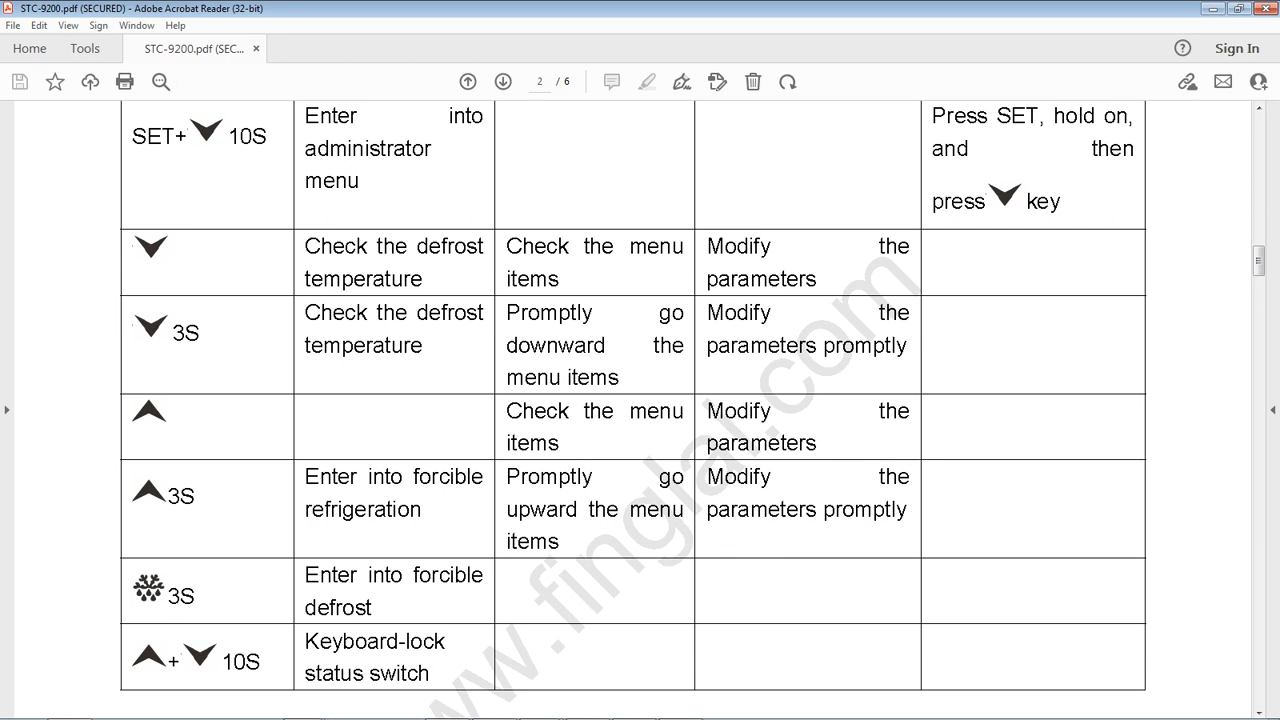 STC-9200.pdf (SECURED) - Adobe Acrobat Reader (32-bit)
File Edit View Sign Window Help
Home Tools STC-9200.pdf (SEC... × Sign In
2 / 6
SET+ 10S
Enter into
administrator
menu
Press SET, hold on,
and then
press key
Check the defrost
temperature
Check the menu
items
Modify the
parameters
3S
Check the defrost
temperature
Promptly go
downward the
menu items
Modify the
parameters promptly
Check the menu
items
Modify the
parameters
3S
Enter into forcible
refrigeration
Promptly go
upward the menu
items
Modify the
parameters promptly
3S
Enter into forcible
defrost
+ 10S
Keyboard-lock
status switch